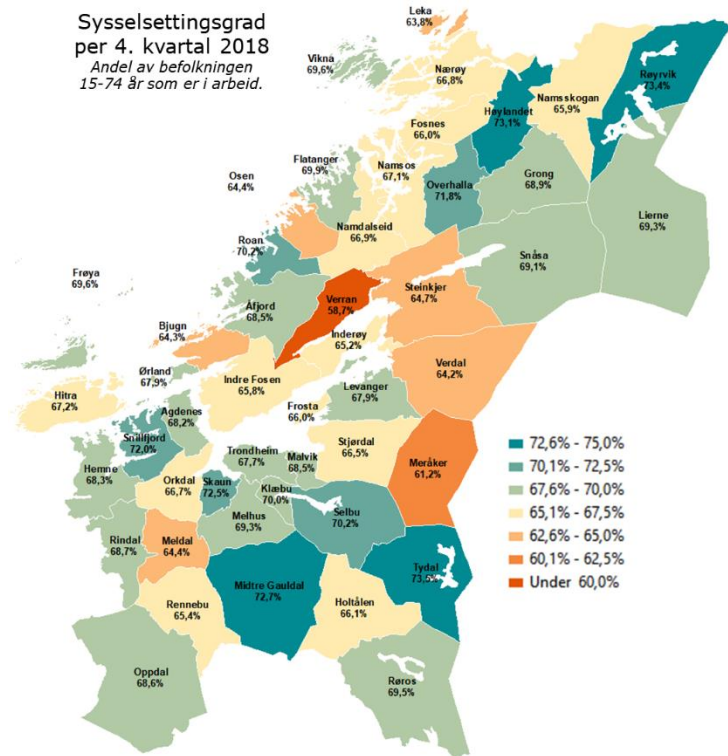 Sysselsettingsgrad
per 4. kvartal 2018
Andel av befolkningen
15-74 år som er i arbeid.
Leka
63,8%
Vikna
69,6%
Nærøy
66,8%
Røyrvik
73,4%
Høylandet
73,1%
Namsskogan
65,9%
Fosnes
66,0%
Flatanger
69,9%
Namsos
67,1%
Osen
64,4%
Overhalla
71,8%
Grong
68,9%
Lierne
69,3%
Namdalseid
66,9%
Roan
70,2%
Snåsa
69,1%
Frøya
69,6%
Steinkjer
64,7%
Verran
58,7%
Åfjord
68,5%
Bjugn
64,3%
Inderøy
65,2%
Verdal
64,2%
Ørland
67,9%
Indre Fosen
65,8%
Levanger
67,9%
Hitra
67,2%
Agdenes
68,2%
Frosta
66,0%
Snillfjord
72,0%
Trondheim
67,7%
Malvik
68,5%
Stjørdal
66,5%
Meråker
61,2%
Hemne
68,3%
Orkdal
66,7%
Skaun
72,5%
Klæbu
70,0%
Melhus
69,3%
Selbu
70,2%
Rindal
68,7%
Meldal
64,4%
Tydal
73,5%
Midtre Gauldal
72,7%
Rennebu
65,4%
Holtålen
66,1%
Oppdal
68,6%
Røros
69,5%
72,6% - 75,0%
70,1% - 72,5%
67,6% - 70,0%
65,1% - 67,5%
62,6% - 65,0%
60,1% - 62,5%
Under 60,0%